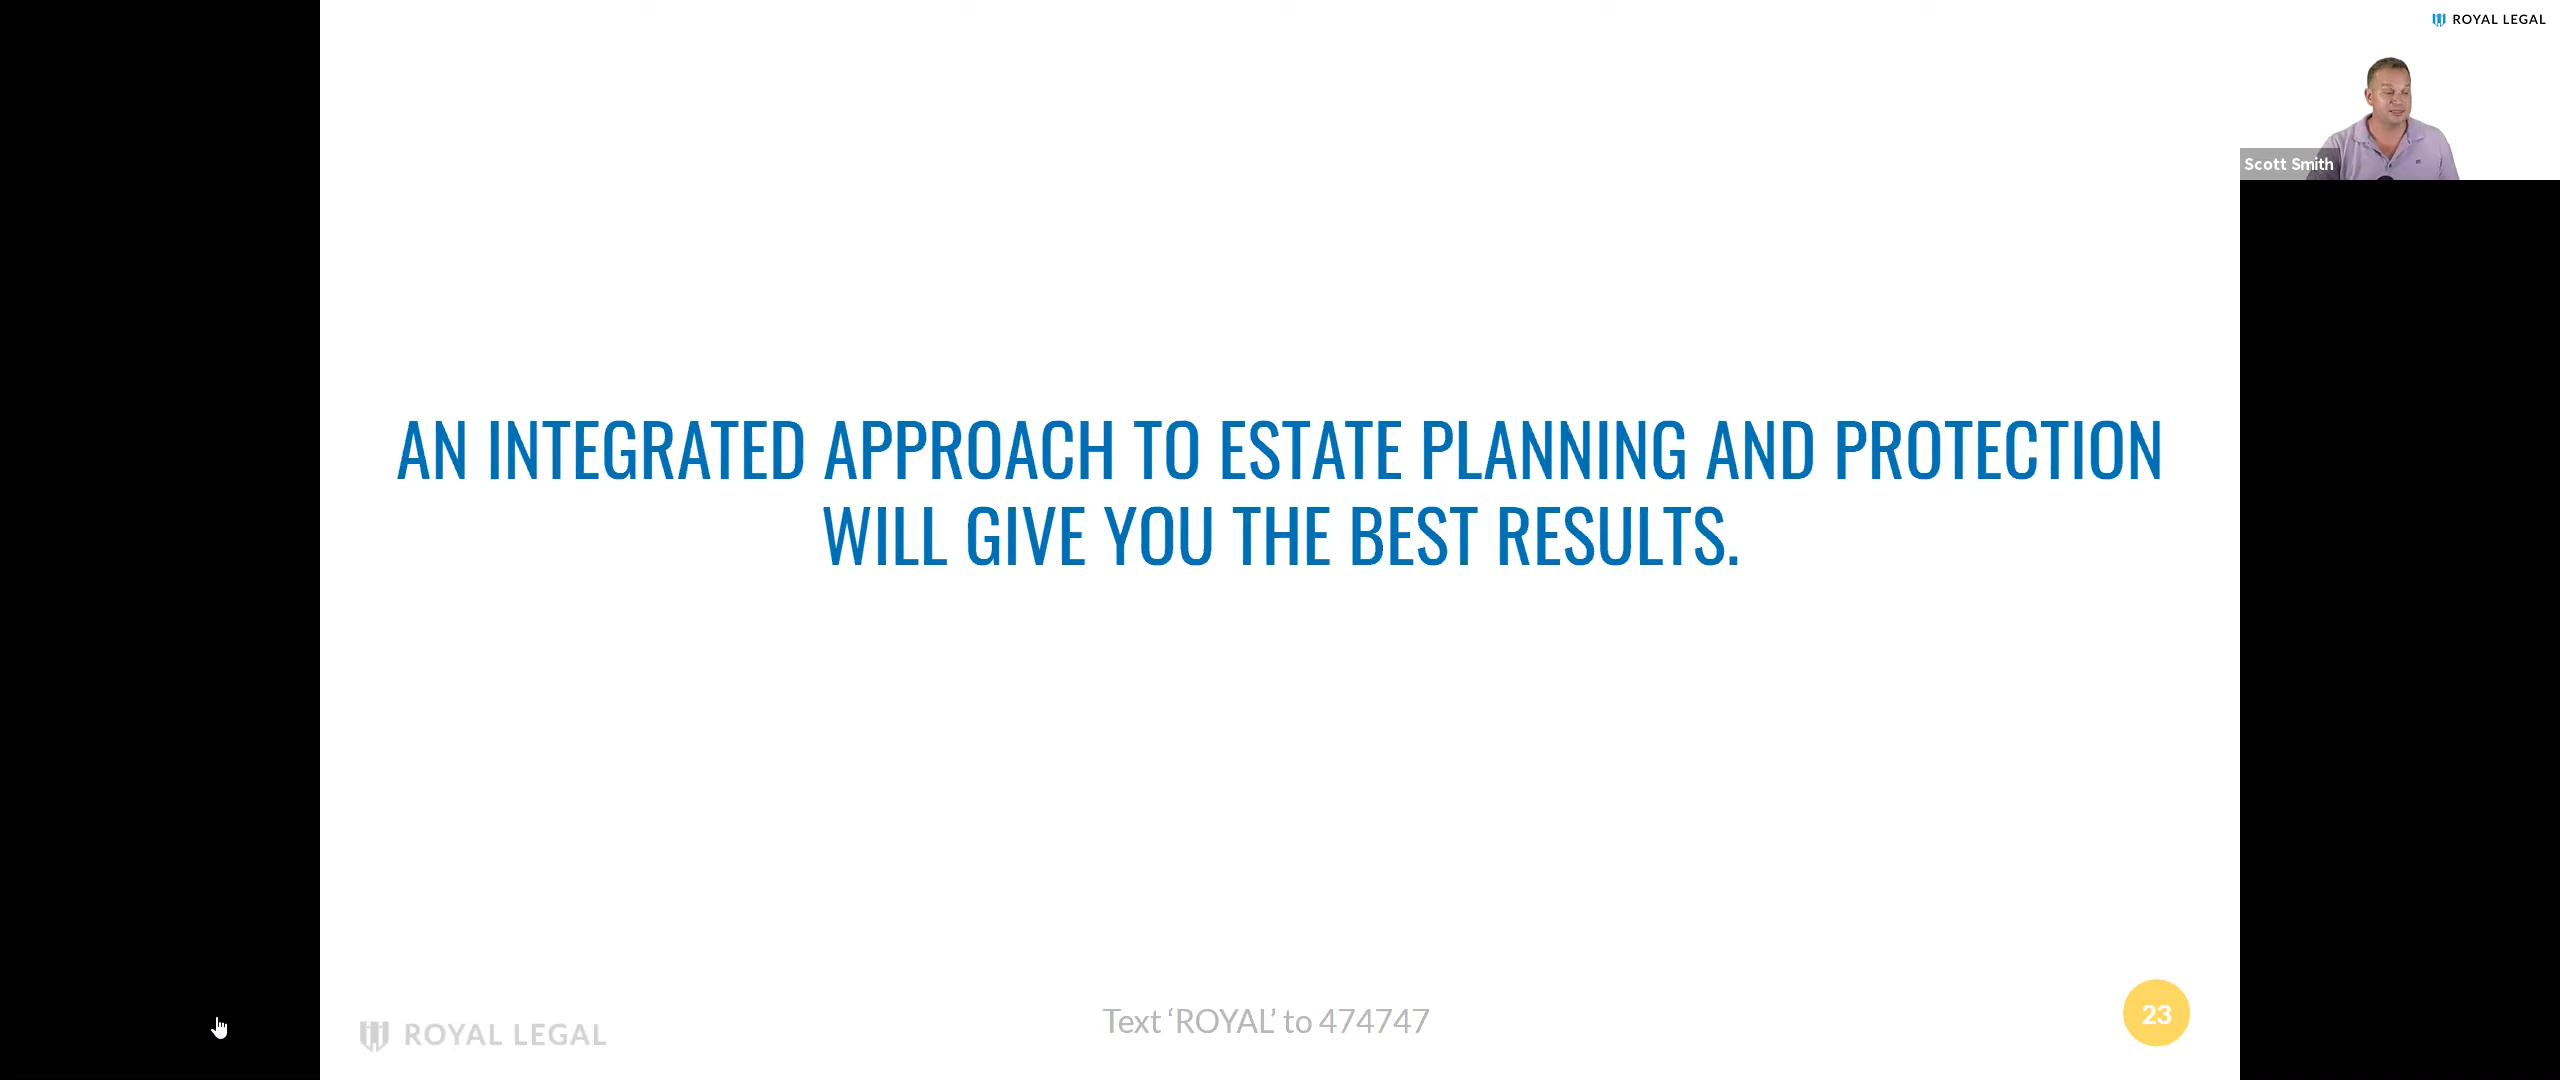 ROYAL LEGAL
Scott Smith
AN INTEGRATED APPROACH TO ESTATE PLANNING AND PROTECTION
WILL GIVE YOU THE BEST RESULTS.
ROYAL LEGAL
Text ‘ROYAL’ to 474747
23